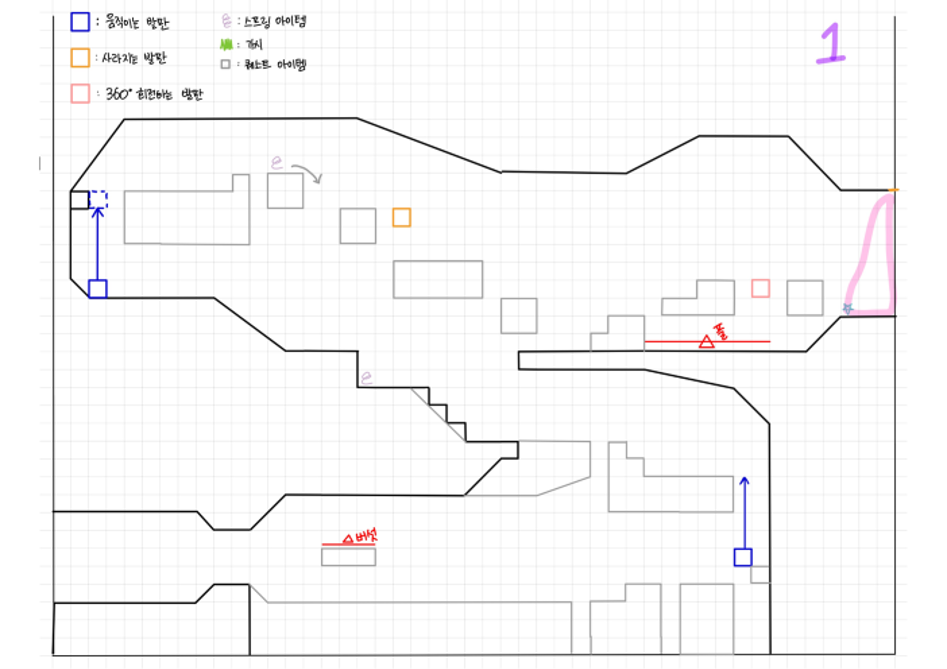 : 움직이는 발판
: 사라지는 발판
: 360° 회전하는 발판
: 스프링 아이템
: 가시
: 퀘스트 아이템
1
풀
버섯